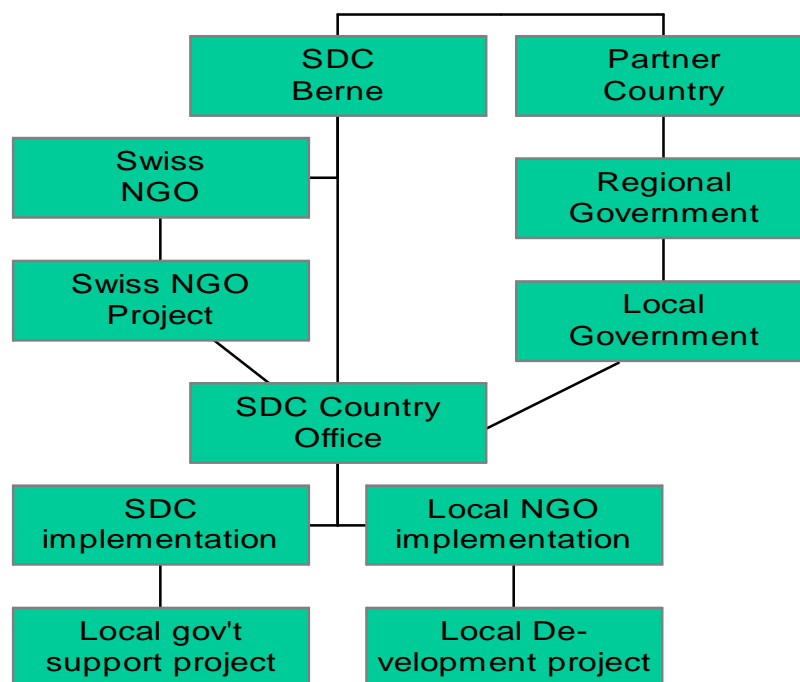 SDC
Berne
Partner
Country
Swiss
NGO
Regional
Government
Swiss NGO
Project
Local
Government
SDC Country
Office
SDC
implementation
Local NGO
implementation
Local gov't
support project
Local De-
velopment project